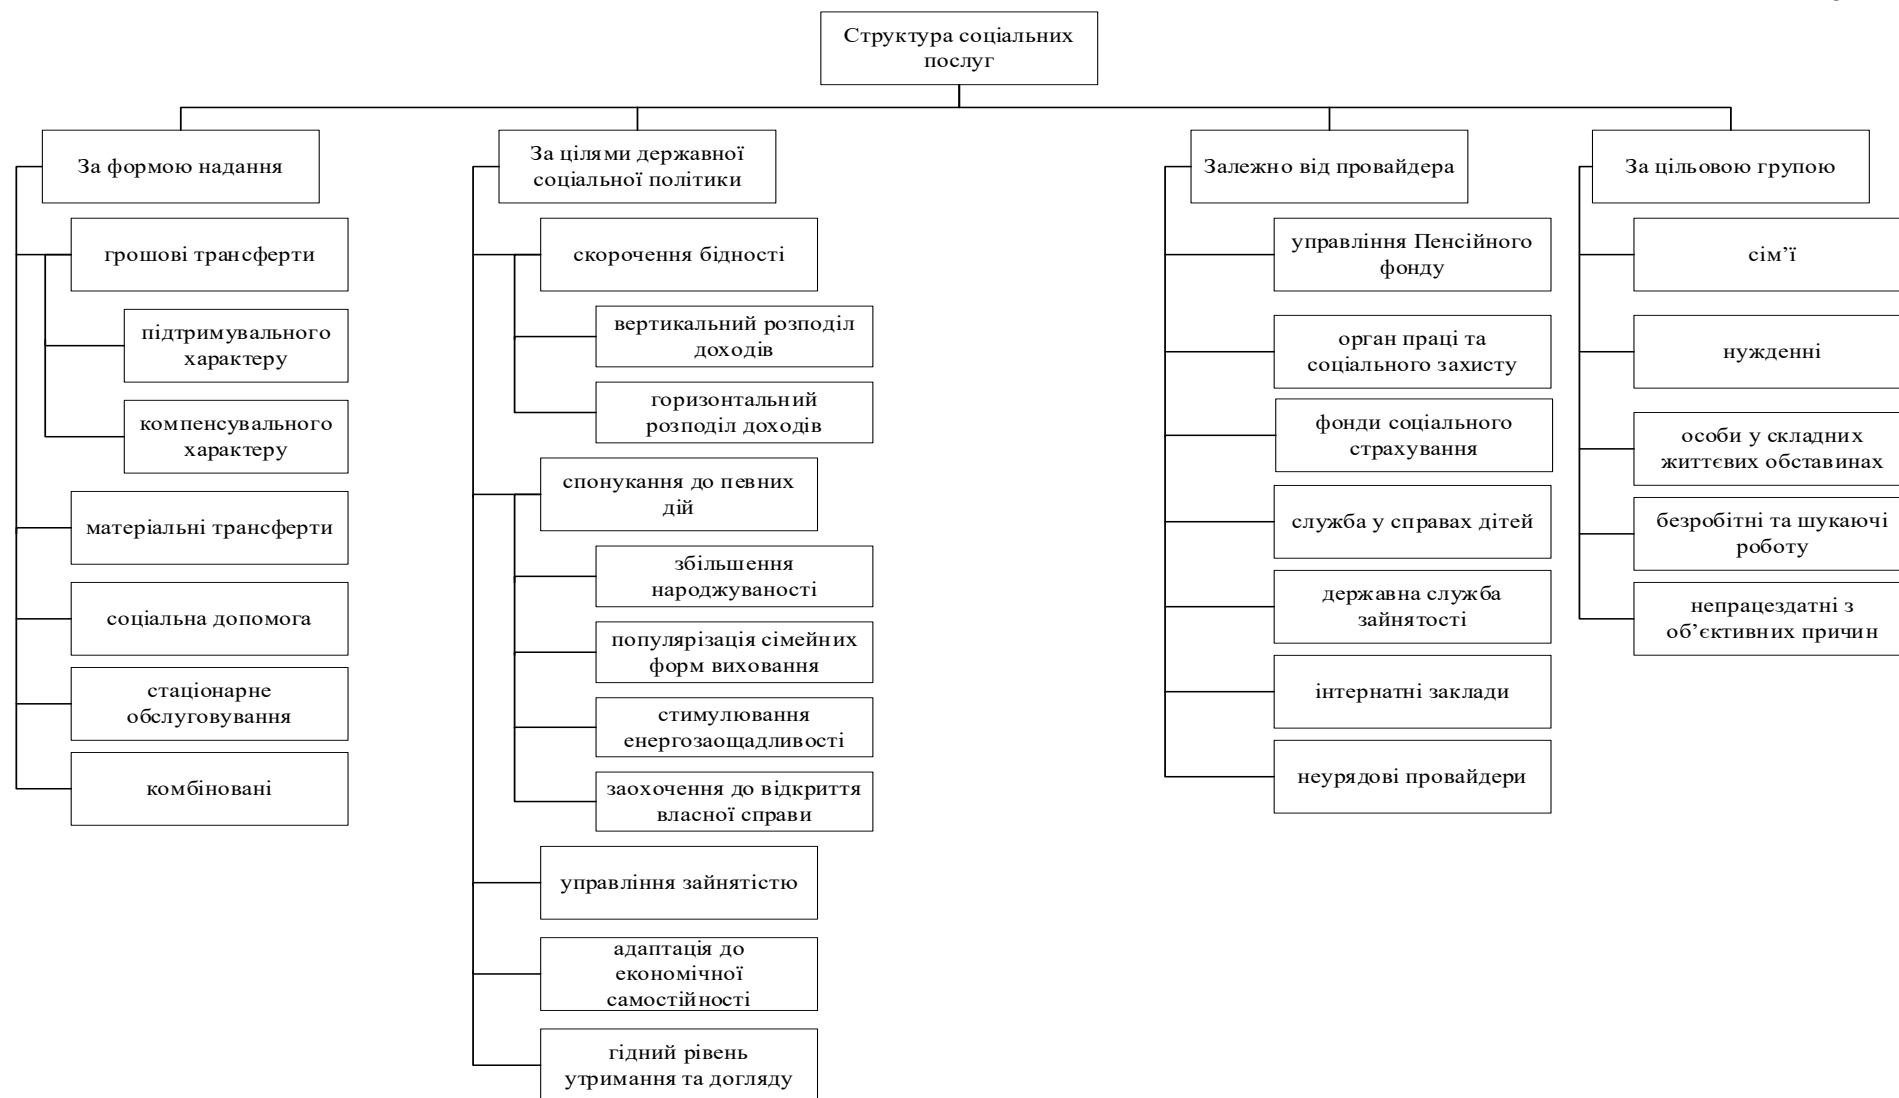 Структура соціальних
послуг
За формою надання
грошові трансферти
підтримувального
характеру
компенсувального
характеру
матеріальні трансферти
соціальна допомога
стаціонарне
обслуговування
комбіновані
За цілями державної
соціальної політики
скорочення бідності
вертикальний розподіл
доходів
горизонтальний
розподіл доходів
спонукання до певних
дій
збільшення
народжуваності
популярізація сімейних
форм виховання
стимулювання
енергозаощадливості
заохочення до відкриття
власної справи
управління зайнятістю
адаптація до
економічної
самостійності
гідний рівень
утримання та догляду
Залежно від провайдера
управління Пенсійного
фонду
орган праці та
соціального захисту
фонди соціального
страхування
служба у справах дітей
державна служба
зайнятості
інтернатні заклади
неурядові провайдери
За цільовою групою
сім’ї
нужденні
особи у складних
життєвих обставинах
безробітні та шукаючі
роботу
непрацездатні з
об’єктивних причин